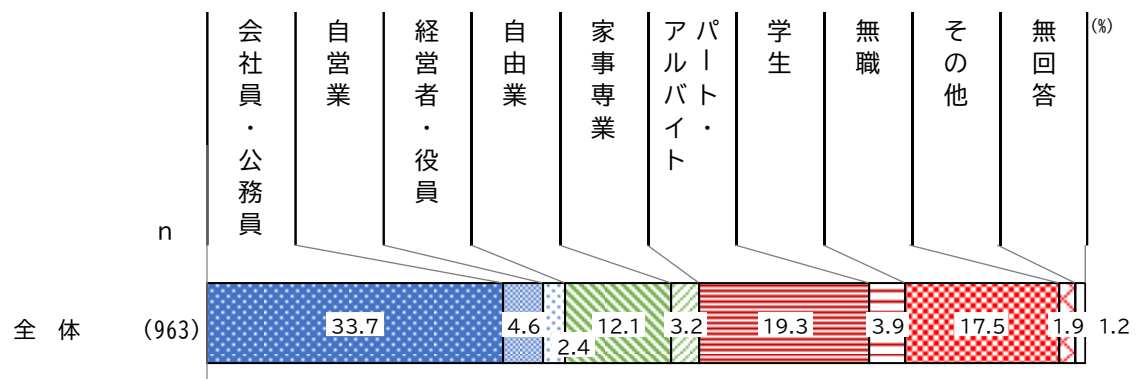 会社員・公務員
自営業
経営者・役員
自由業
家事専業
パート・
アルバイト
学生
無職
その他
無回答
(%)
n
全 体 (963) 33.7 4.6 2.4 12.1 3.2 19.3 3.9 17.5 1.9 1.2